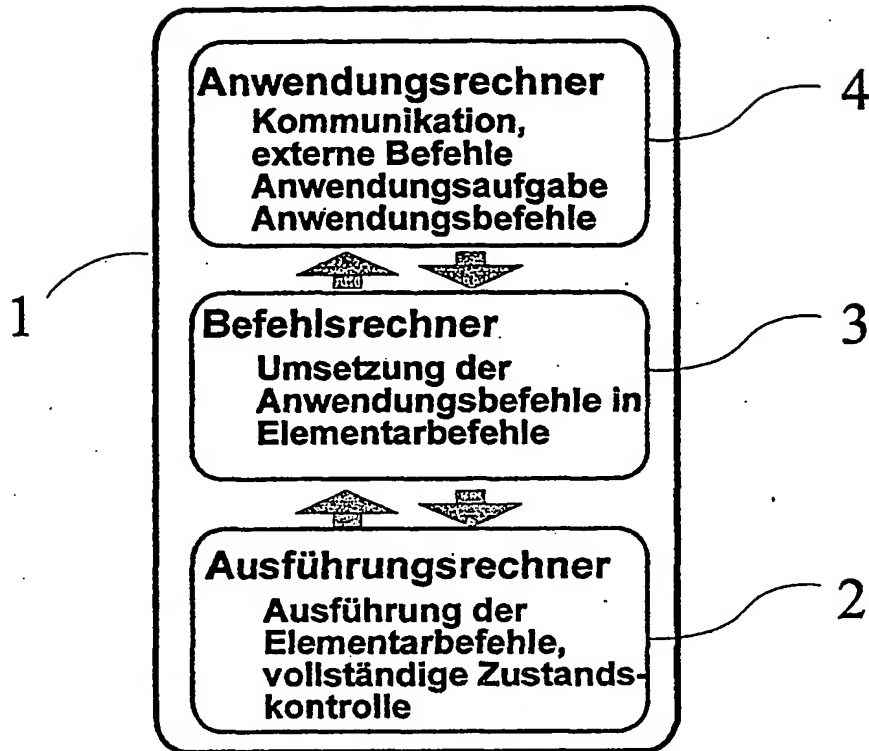 Anwendungsrechner
Kommunikation,
externe Befehle
Anwendungsaufgabe
Anwendungsbefehle
4
1
Befehlsrechner
Umsetzung der
Anwendungsbefehle in
Elementarbefehle
3
Ausführungsrechner
Ausführung der
Elementarbefehle,
vollständige Zustands-
kontrolle
2